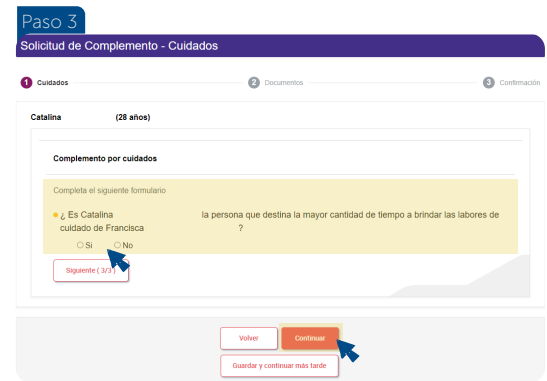 Paso 3
Solicitud de Complemento - Cuidados
1 Cuidados 2 Documentos 3 Confirmación
Catalina (28 años)
Complemento por cuidados
Completa el siguiente formulario
¿ Es Catalina la persona que destina la mayor cantidad de tiempo a brindar las labores de
cuidado de Francisca ?
Si No
Siguiente ( 3/3 )
Volver Continuar
Guardar y continuar más tarde